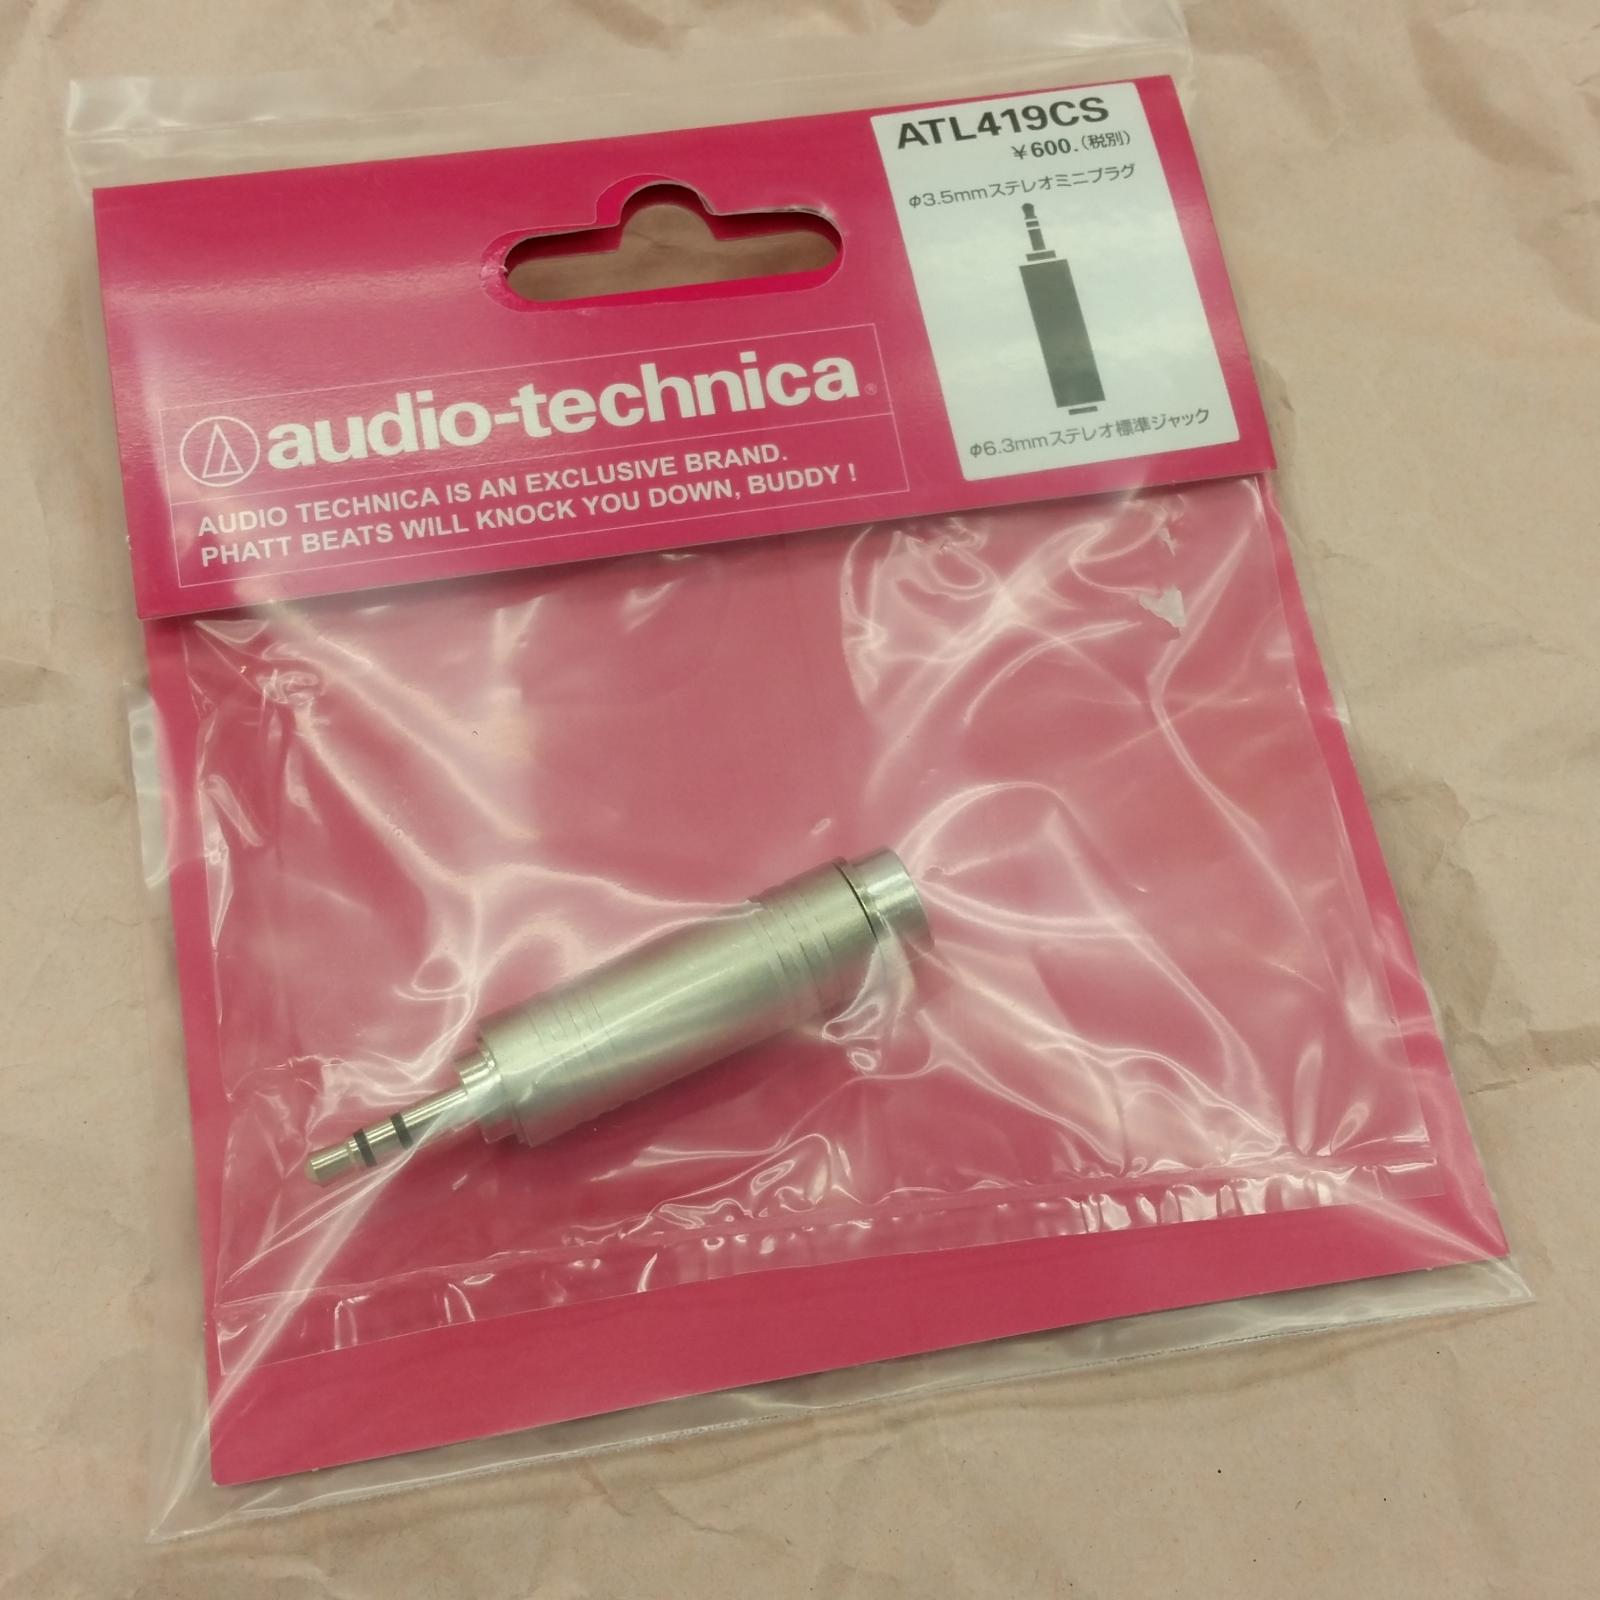 ATL419CS
￥600.(税別)
φ3.5mmステレオミニプラグ
φ6.3mmステレオ標準ジャック
audio-technica®
AUDIO TECHNICA IS AN EXCLUSIVE BRAND.
PHATT BEATS WILL KNOCK YOU DOWN, BUDDY !